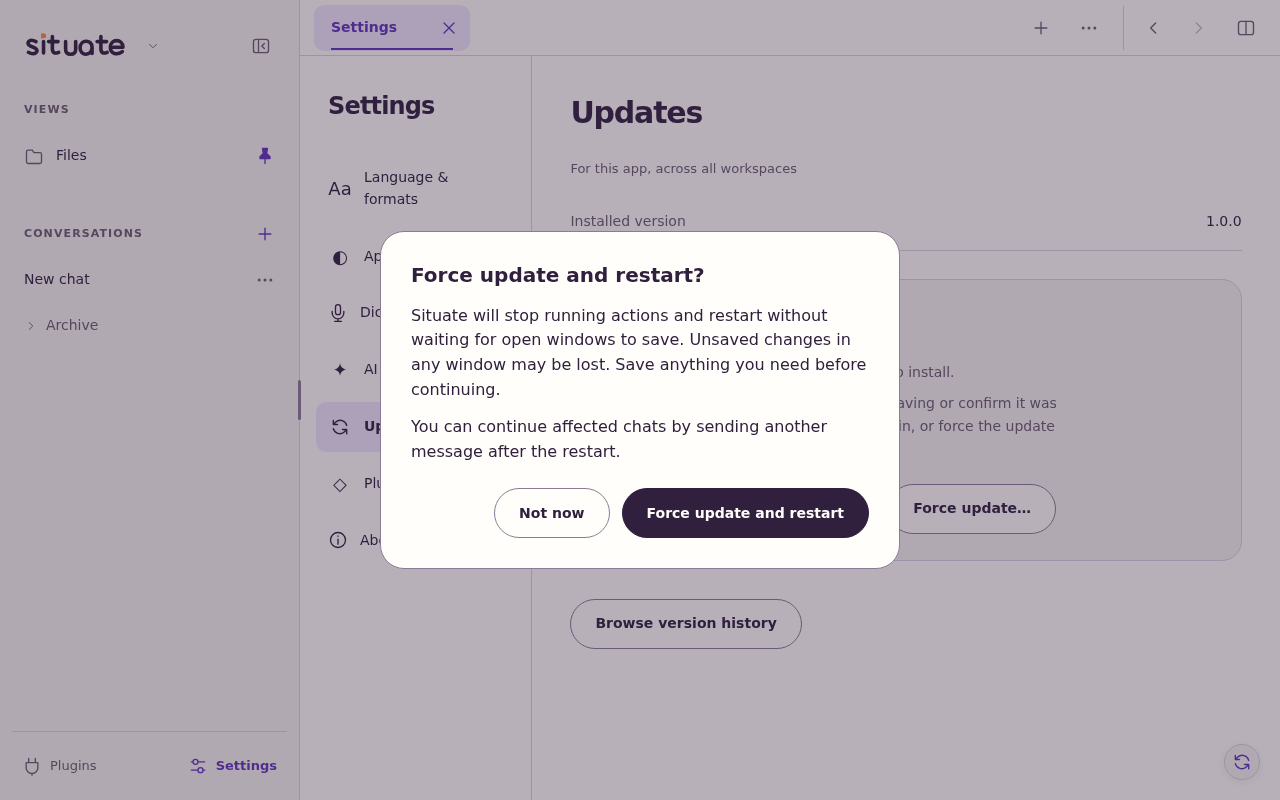 situate
Settings
VIEWS
Files
CONVERSATIONS
New chat
Archive
Plugins
Settings
Settings
Aa
Language &
formats
AI
Updates
For this app, across all workspaces
Installed version
1.0.0
install.
or confirm it was
in, or force the update
Force update…
Browse version history
Force update and restart?
Situate will stop running actions and restart without
waiting for open windows to save. Unsaved changes in
any window may be lost. Save anything you need before
continuing.
You can continue affected chats by sending another
message after the restart.
Not now
Force update and restart